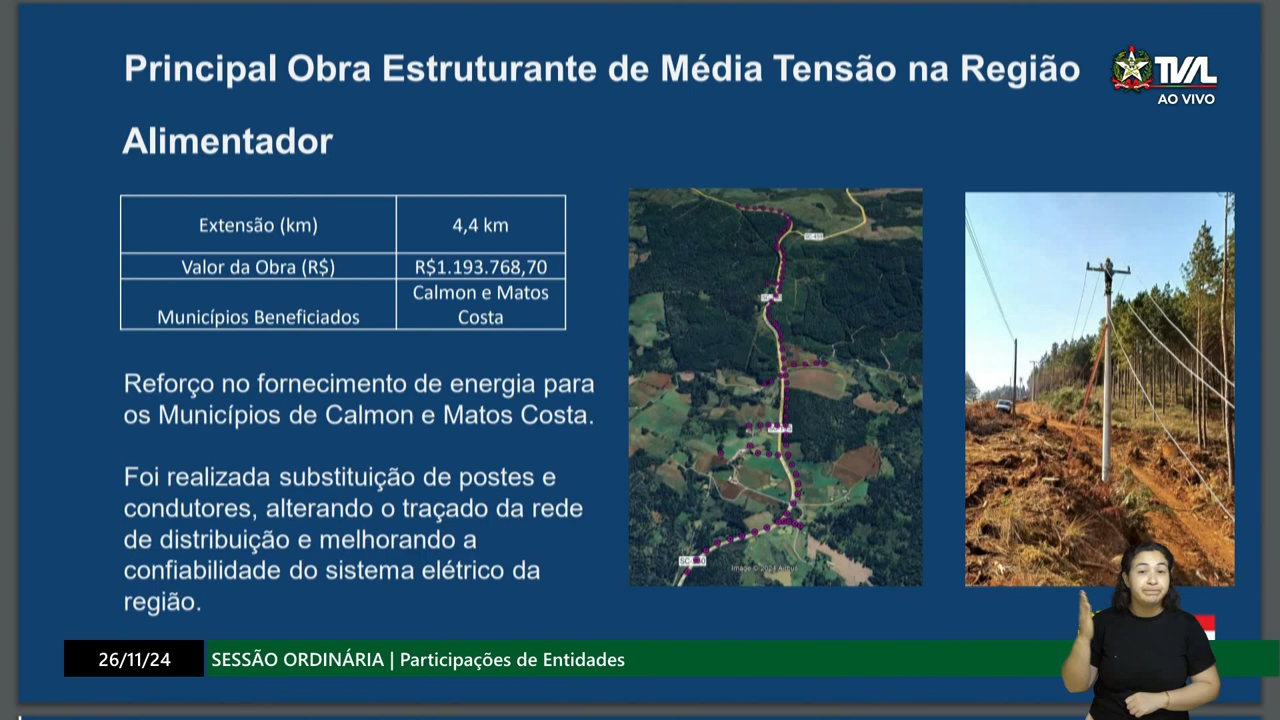 Principal Obra Estruturante de Média Tensão na Região
TVAL
AO VIVO
Alimentador
Extensão (km) 4,4 km
Valor da Obra (R$) R$1.193.768,70
Municípios Beneficiados Calmon e Matos
Costa
Reforço no fornecimento de energia para
os Municípios de Calmon e Matos Costa.
Foi realizada substituição de postes e
condutores, alterando o traçado da rede
de distribuição e melhorando a
confiabilidade do sistema elétrico da
região.
Image © 2024 Airbus
26/11/24 SESSÃO ORDINÁRIA | Participações de Entidades